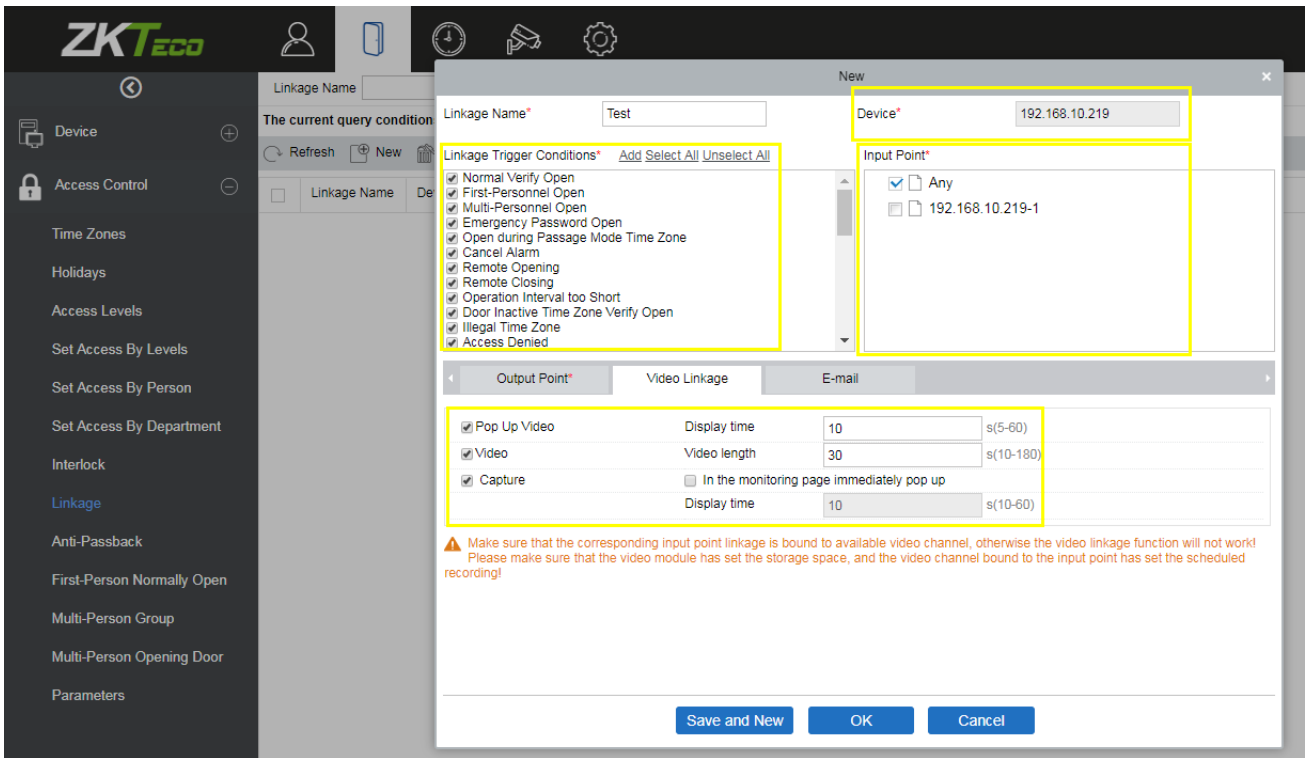 ZKTECO
Linkage Name
The current query condition
Refresh New
Linkage Name De
Device
Access Control
Time Zones
Holidays
Access Levels
Set Access By Levels
Set Access By Person
Set Access By Department
Interlock
Linkage
Anti-Passback
First-Person Normally Open
Multi-Person Group
Multi-Person Opening Door
Parameters
New
Linkage Name* Test Device* 192.168.10.219
Linkage Trigger Conditions* Add Select All Unselect All
Normal Verify Open
First-Personnel Open
Multi-Personnel Open
Emergency Password Open
Open during Passage Mode Time Zone
Cancel Alarm
Remote Opening
Remote Closing
Operation Interval too Short
Door Inactive Time Zone Verify Open
Illegal Time Zone
Access Denied
Input Point*
Any
192.168.10.219-1
Output Point* Video Linkage E-mail
Pop Up Video Display time 10 s(5-60)
Video Video length 30 s(10-180)
Capture In the monitoring page immediately pop up
Display time 10 s(10-60)
Make sure that the corresponding input point linkage is bound to available video channel, otherwise the video linkage function will not work!
Please make sure that the video module has set the storage space, and the video channel bound to the input point has set the scheduled
recording!
Save and New OK Cancel